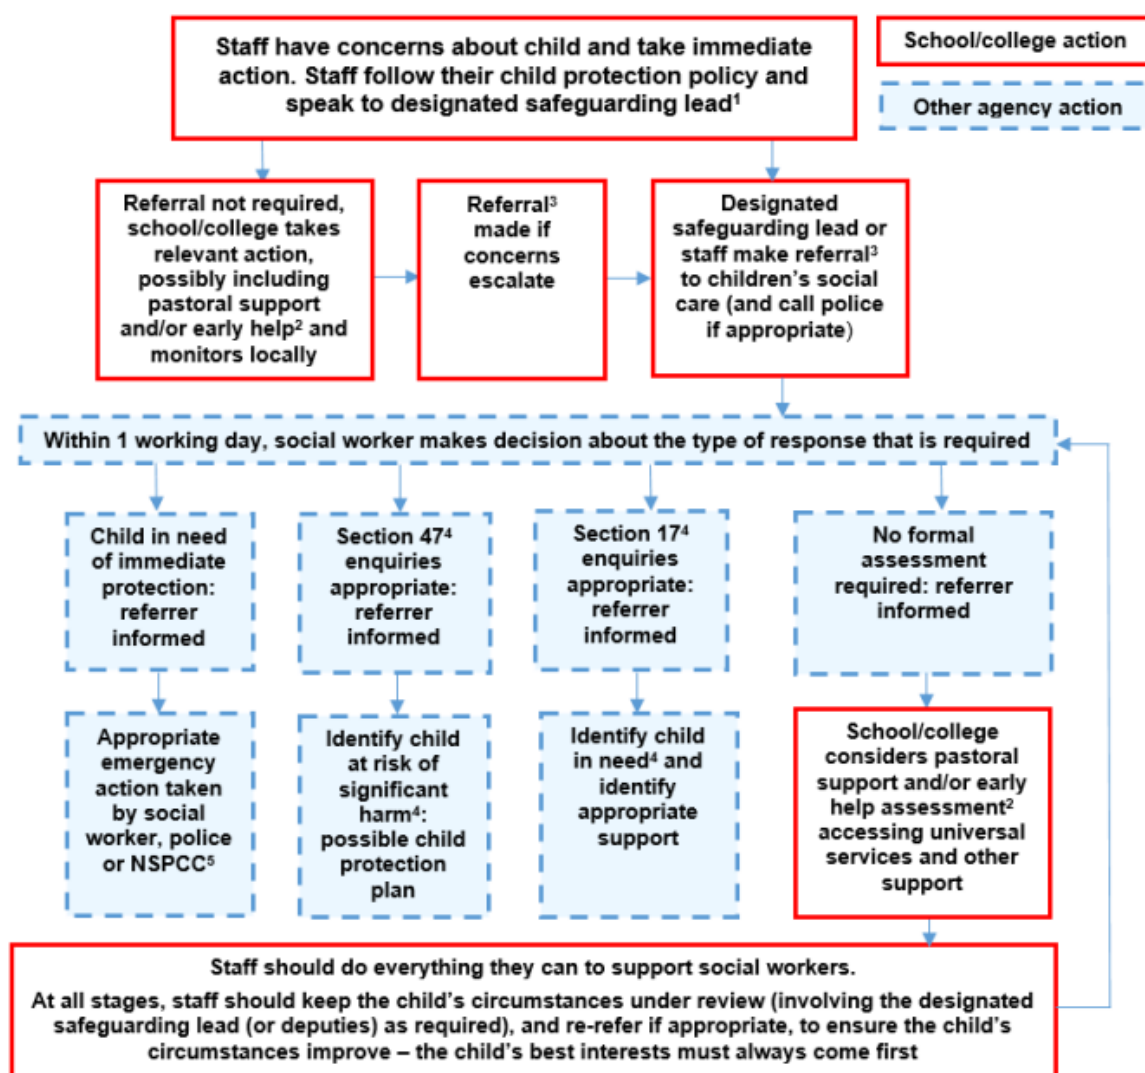 Staff have concerns about child and take immediate
action. Staff follow their child protection policy and
speak to designated safeguarding lead¹
School/college action
Other agency action
Referral not required,
school/college takes
relevant action,
possibly including
pastoral support
and/or early help² and
monitors locally
Referral³
made if
concerns
escalate
Designated
safeguarding lead or
staff make referral³
to children’s social
care (and call police
if appropriate)
Within 1 working day, social worker makes decision about the type of response that is required
Child in need
of immediate
protection:
referrer
informed
Section 47⁴
enquiries
appropriate:
referrer
informed
Section 17⁴
enquiries
appropriate:
referrer
informed
No formal
assessment
required: referrer
informed
Appropriate
emergency
action taken
by social
worker, police
or NSPCC⁵
Identify child
at risk of
significant
harm⁴:
possible child
protection
plan
Identify child
in need⁴ and
identify
appropriate
support
School/college
considers pastoral
support and/or early
help assessment²
accessing universal
services and other
support
Staff should do everything they can to support social workers.
At all stages, staff should keep the child’s circumstances under review (involving the designated
safeguarding lead (or deputies) as required), and re-refer if appropriate, to ensure the child’s
circumstances improve – the child’s best interests must always come first